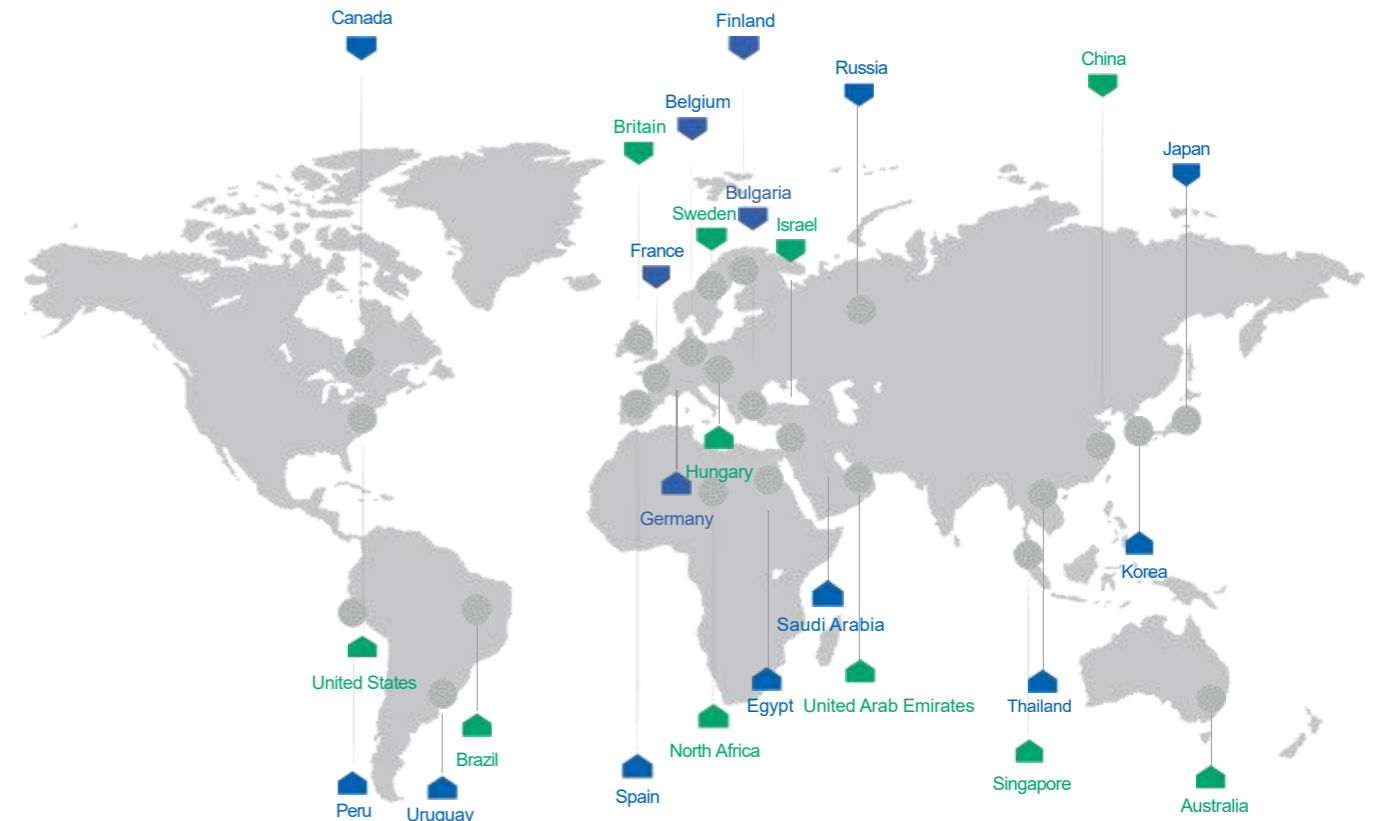 Canada
Finland
China
Russia
Belgium
Britain
Japan
Bulgaria
Sweden
Israel
France
Hungary
Germany
Korea
Saudi Arabia
United States
Egypt
United Arab Emirates
Thailand
North Africa
Brazil
Singapore
Spain
Australia
Peru
Uruguay